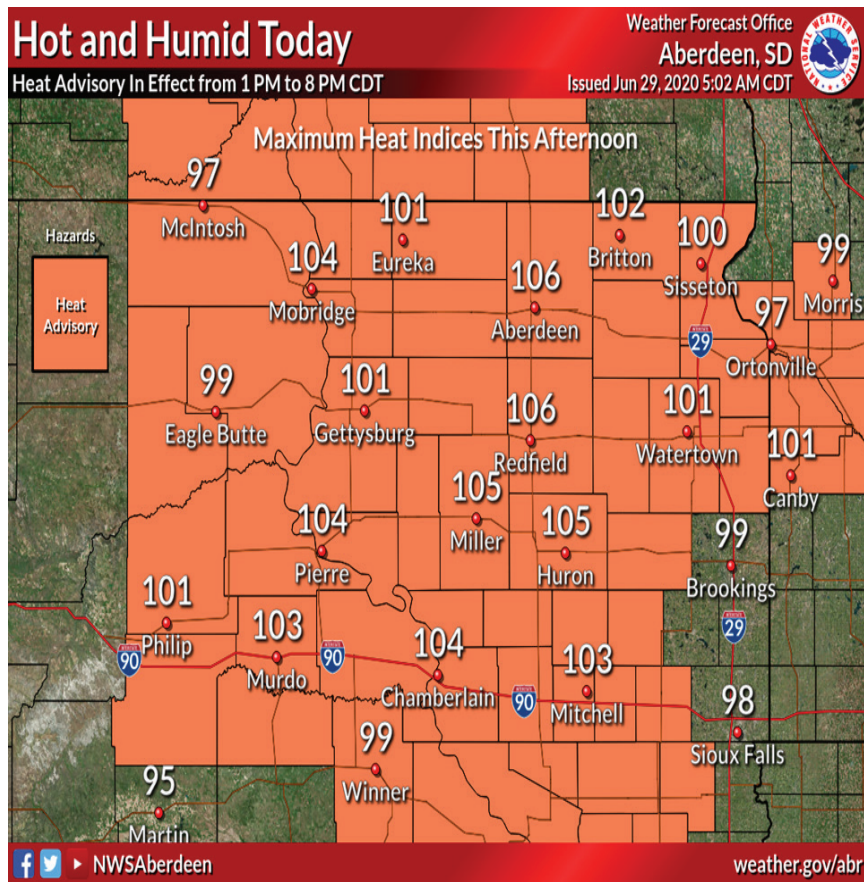 Hot and Humid Today
Weather Forecast Office
Aberdeen, SD
Heat Advisory In Effect from 1 PM to 8 PM CDT
Issued Jun 29, 2020 5:02 AM CDT
NATIONAL WEATHER SERVICE
Maximum Heat Indices This Afternoon
97
McIntosh
101
Eureka
102
Britton
100
Sisseton
99
Morris
Hazards
Heat
Advisory
104
Mobridge
106
Aberdeen
29
97
Ortonville
99
Eagle Butte
101
Gettysburg
106
Redfield
101
Watertown
101
Canby
105
Miller
104
Pierre
105
Huron
99
Brookings
101
Philip
29
90
103
Murdo
90
104
Chamberlain
90
103
Mitchell
98
Sioux Falls
99
Winner
95
Martin
NWSAberdeen
weather.gov/abr